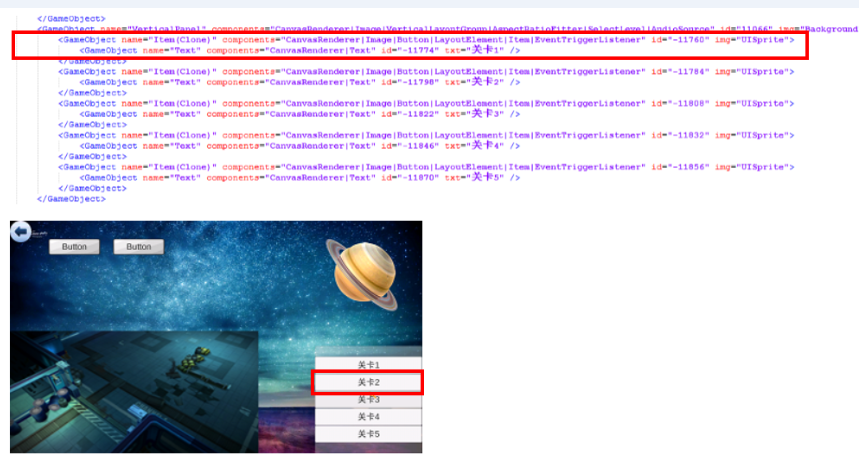 </GameObject>
<GameObject name="VerticalPanel" components="CanvasRenderer|Image|VerticalLayoutGroup|AspectRatioFitter|SelectLevel|AudioSource" id="11066" img="Background
<GameObject name="Item(Clone)" components="CanvasRenderer|Image|Button|LayoutElement|Item|EventTriggerListener" id="-11760" img="UISprite">
<GameObject name="Text" components="CanvasRenderer|Text" id="-11774" txt="关卡1" />
</GameObject>
<GameObject name="Item(Clone)" components="CanvasRenderer|Image|Button|LayoutElement|Item|EventTriggerListener" id="-11784" img="UISprite">
<GameObject name="Text" components="CanvasRenderer|Text" id="-11798" txt="关卡2" />
</GameObject>
<GameObject name="Item(Clone)" components="CanvasRenderer|Image|Button|LayoutElement|Item|EventTriggerListener" id="-11808" img="UISprite">
<GameObject name="Text" components="CanvasRenderer|Text" id="-11822" txt="关卡3" />
</GameObject>
<GameObject name="Item(Clone)" components="CanvasRenderer|Image|Button|LayoutElement|Item|EventTriggerListener" id="-11832" img="UISprite">
<GameObject name="Text" components="CanvasRenderer|Text" id="-11846" txt="关卡4" />
</GameObject>
<GameObject name="Item(Clone)" components="CanvasRenderer|Image|Button|LayoutElement|Item|EventTriggerListener" id="-11856" img="UISprite">
<GameObject name="Text" components="CanvasRenderer|Text" id="-11870" txt="关卡5" />
</GameObject>
</GameObject>
Button Button
关卡1
关卡2
关卡3
关卡4
关卡5